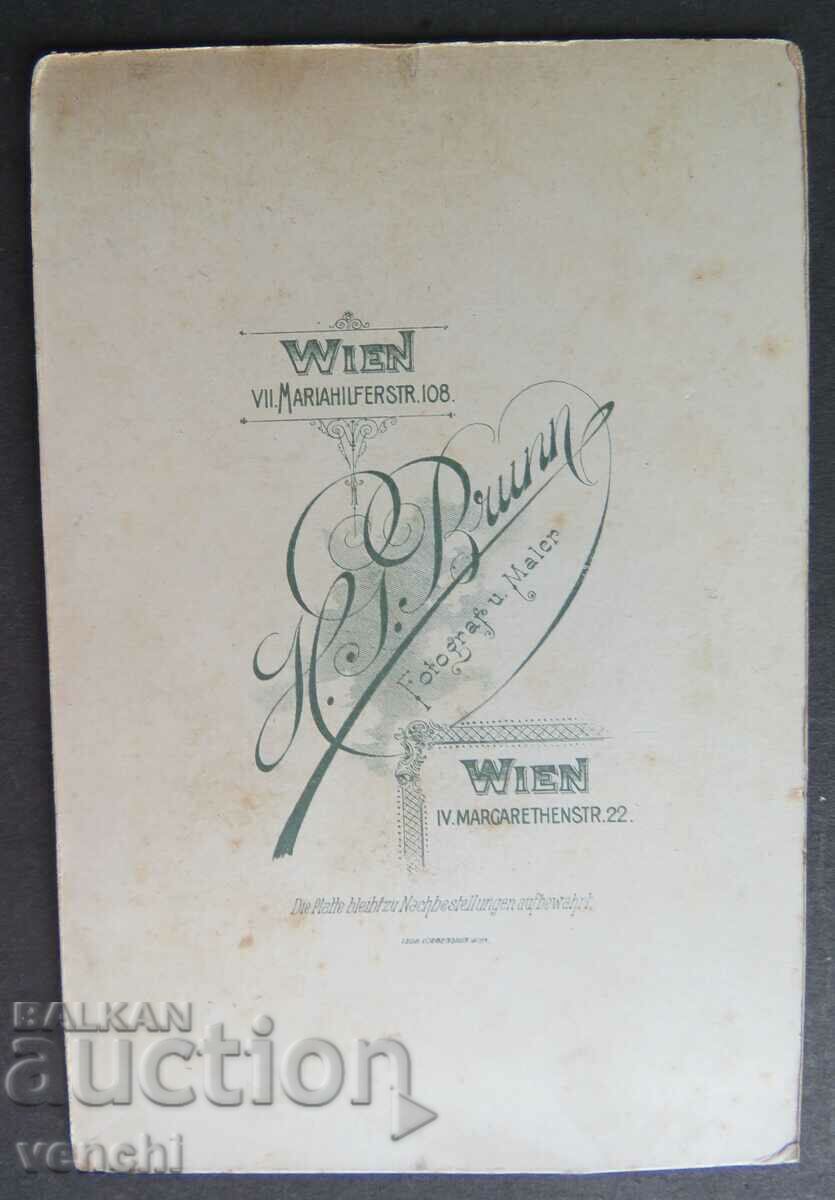 WIEN
VII. MARIAHILFERSTR. 108.
H. J. Brunn
Fotograf u. Maler
WIEN
IV. MARGARETHENSTR. 22.
Die Platte bleibt zu Nachbestellungen aufbewahrt.
BALKAN
auction
venchi